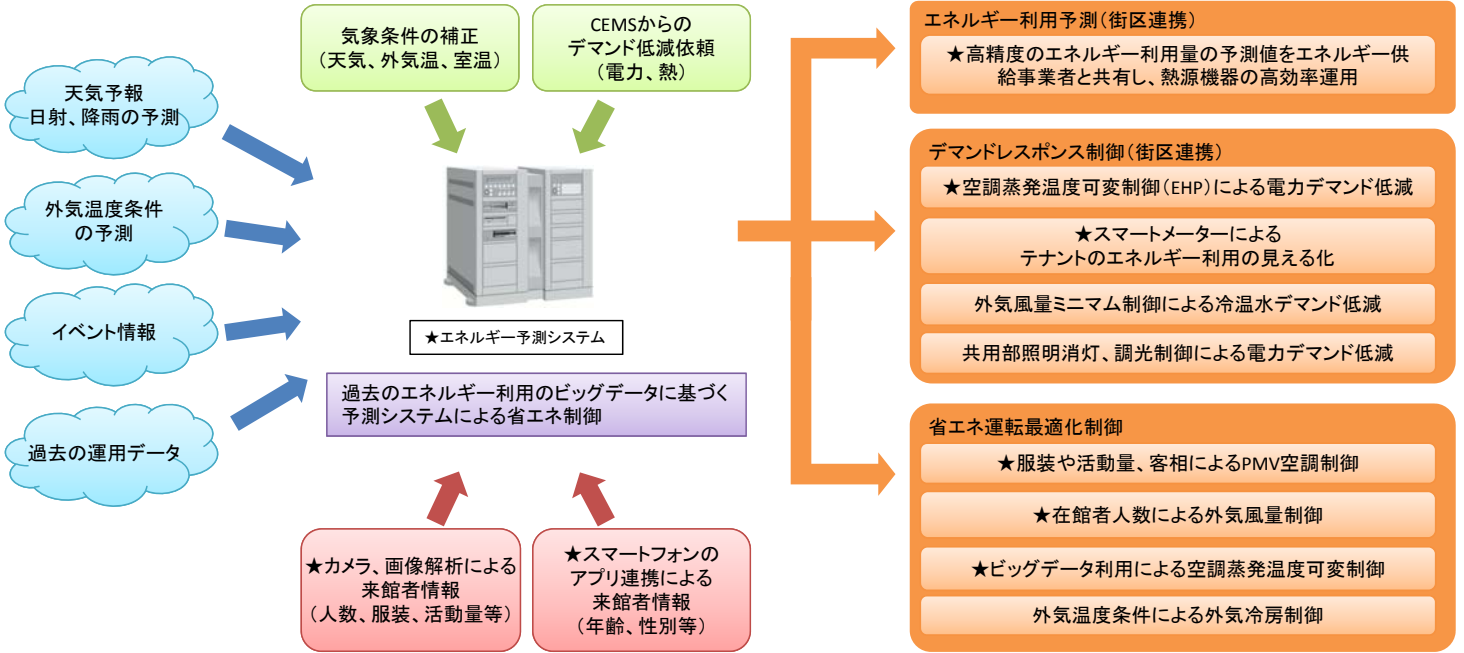 天気予報
日射、降雨の予測
外気温度条件
の予測
イベント情報
過去の運用データ
気象条件の補正
（天気、外気温、室温）
CEMSからの
デマンド低減依頼
（電力、熱）
★エネルギー予測システム
過去のエネルギー利用のビッグデータに基づく
予測システムによる省エネ制御
★カメラ、画像解析による
来館者情報
（人数、服装、活動量等）
★スマートフォンの
アプリ連携による
来館者情報
（年齢、性別等）
エネルギー利用予測（街区連携）
★高精度のエネルギー利用量の予測値をエネルギー供
給事業者と共有し、熱源機器の高効率運用
デマンドレスポンス制御（街区連携）
★空調蒸発温度可変制御（EHP）による電力デマンド低減
★スマートメーターによる
テナントのエネルギー利用の見える化
外気風量ミニマム制御による冷温水デマンド低減
共用部照明消灯、調光制御による電力デマンド低減
省エネ運転最適化制御
★服装や活動量、客相によるPMV空調制御
★在館者人数による外気風量制御
★ビッグデータ利用による空調蒸発温度可変制御
外気温度条件による外気冷房制御